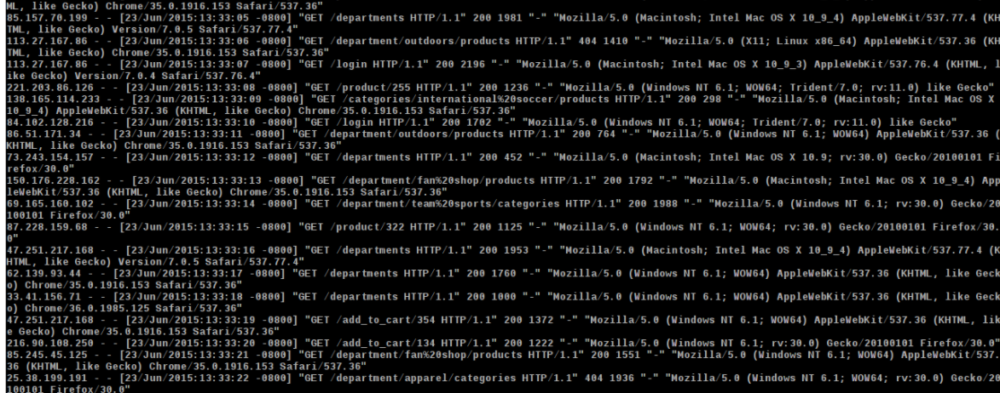 ML, like Gecko) Chrome/35.0.1916.153 Safari/537.36"
85.157.70.199 - - [23/Jun/2015:13:33:05 -0800] "GET /departments HTTP/1.1" 200 1981 "-" "Mozilla/5.0 (Macintosh; Intel Mac OS X 10_9_4) AppleWebKit/537.77.4 (KH
TML, like Gecko) Version/7.0.5 Safari/537.77.4"
113.27.167.86 - - [23/Jun/2015:13:33:06 -0800] "GET /department/outdoors/products HTTP/1.1" 404 1410 "-" "Mozilla/5.0 (X11; Linux x86_64) AppleWebKit/537.36 (KH
TML, like Gecko) Chrome/35.0.1916.153 Safari/537.36"
113.27.167.86 - - [23/Jun/2015:13:33:07 -0800] "GET /login HTTP/1.1" 200 2196 "-" "Mozilla/5.0 (Macintosh; Intel Mac OS X 10_9_3) AppleWebKit/537.76.4 (KHTML, l
ike Gecko) Version/7.0.4 Safari/537.76.4"
221.203.86.126 - - [23/Jun/2015:13:33:08 -0800] "GET /product/255 HTTP/1.1" 200 1236 "-" "Mozilla/5.0 (Windows NT 6.1; WOW64; Trident/7.0; rv:11.0) like Gecko"
138.165.114.233 - - [23/Jun/2015:13:33:09 -0800] "GET /categories/international%20soccer/products HTTP/1.1" 200 298 "-" "Mozilla/5.0 (Macintosh; Intel Mac OS X
10_9_4) AppleWebKit/537.36 (KHTML, like Gecko) Chrome/35.0.1916.153 Safari/537.36"
84.102.128.216 - - [23/Jun/2015:13:33:10 -0800] "GET /login HTTP/1.1" 200 1702 "-" "Mozilla/5.0 (Windows NT 6.1; WOW64; Trident/7.0; rv:11.0) like Gecko"
86.51.171.34 - - [23/Jun/2015:13:33:11 -0800] "GET /department/outdoors/products HTTP/1.1" 200 764 "-" "Mozilla/5.0 (Windows NT 6.1; WOW64) AppleWebKit/537.36 (
KHTML, like Gecko) Chrome/35.0.1916.153 Safari/537.36"
73.243.154.157 - - [23/Jun/2015:13:33:12 -0800] "GET /departments HTTP/1.1" 200 452 "-" "Mozilla/5.0 (Macintosh; Intel Mac OS X 10.9; rv:30.0) Gecko/20100101 Fi
refox/30.0"
150.176.228.162 - - [23/Jun/2015:13:33:13 -0800] "GET /department/fan%20shop/products HTTP/1.1" 200 1792 "-" "Mozilla/5.0 (Macintosh; Intel Mac OS X 10_9_4) App
leWebKit/537.36 (KHTML, like Gecko) Chrome/35.0.1916.153 Safari/537.36"
69.165.160.102 - - [23/Jun/2015:13:33:14 -0800] "GET /department/team%20sports/categories HTTP/1.1" 200 1988 "-" "Mozilla/5.0 (Windows NT 6.1; rv:30.0) Gecko/20
100101 Firefox/30.0"
87.228.159.68 - - [23/Jun/2015:13:33:15 -0800] "GET /product/322 HTTP/1.1" 200 1125 "-" "Mozilla/5.0 (Windows NT 6.1; WOW64; rv:30.0) Gecko/20100101 Firefox/30.
0"
47.251.217.168 - - [23/Jun/2015:13:33:16 -0800] "GET /departments HTTP/1.1" 200 1953 "-" "Mozilla/5.0 (Macintosh; Intel Mac OS X 10_9_4) AppleWebKit/537.77.4 (K
HTML, like Gecko) Version/7.0.5 Safari/537.77.4"
62.139.93.44 - - [23/Jun/2015:13:33:17 -0800] "GET /departments HTTP/1.1" 200 1760 "-" "Mozilla/5.0 (Windows NT 6.1; WOW64) AppleWebKit/537.36 (KHTML, like Geck
o) Chrome/35.0.1916.153 Safari/537.36"
33.41.156.71 - - [23/Jun/2015:13:33:18 -0800] "GET /departments HTTP/1.1" 200 1000 "-" "Mozilla/5.0 (Windows NT 6.1; WOW64) AppleWebKit/537.36 (KHTML, like Geck
o) Chrome/36.0.1985.125 Safari/537.36"
47.251.217.168 - - [23/Jun/2015:13:33:19 -0800] "GET /add_to_cart/354 HTTP/1.1" 200 1372 "-" "Mozilla/5.0 (Windows NT 6.1; WOW64) AppleWebKit/537.36 (KHTML, lik
e Gecko) Chrome/35.0.1916.153 Safari/537.36"
216.90.108.250 - - [23/Jun/2015:13:33:20 -0800] "GET /add_to_cart/134 HTTP/1.1" 200 1222 "-" "Mozilla/5.0 (Windows NT 6.1; rv:30.0) Gecko/20100101 Firefox/30.0"
85.245.45.125 - - [23/Jun/2015:13:33:21 -0800] "GET /department/fan%20shop/products HTTP/1.1" 200 1551 "-" "Mozilla/5.0 (Windows NT 6.1; WOW64) AppleWebKit/537.
36 (KHTML, like Gecko) Chrome/35.0.1916.153 Safari/537.36"
25.38.199.191 - - [23/Jun/2015:13:33:22 -0800] "GET /department/apparel/categories HTTP/1.1" 404 1936 "-" "Mozilla/5.0 (Windows NT 6.1; WOW64; rv:30.0) Gecko/20
100101 Firefox/30.0"